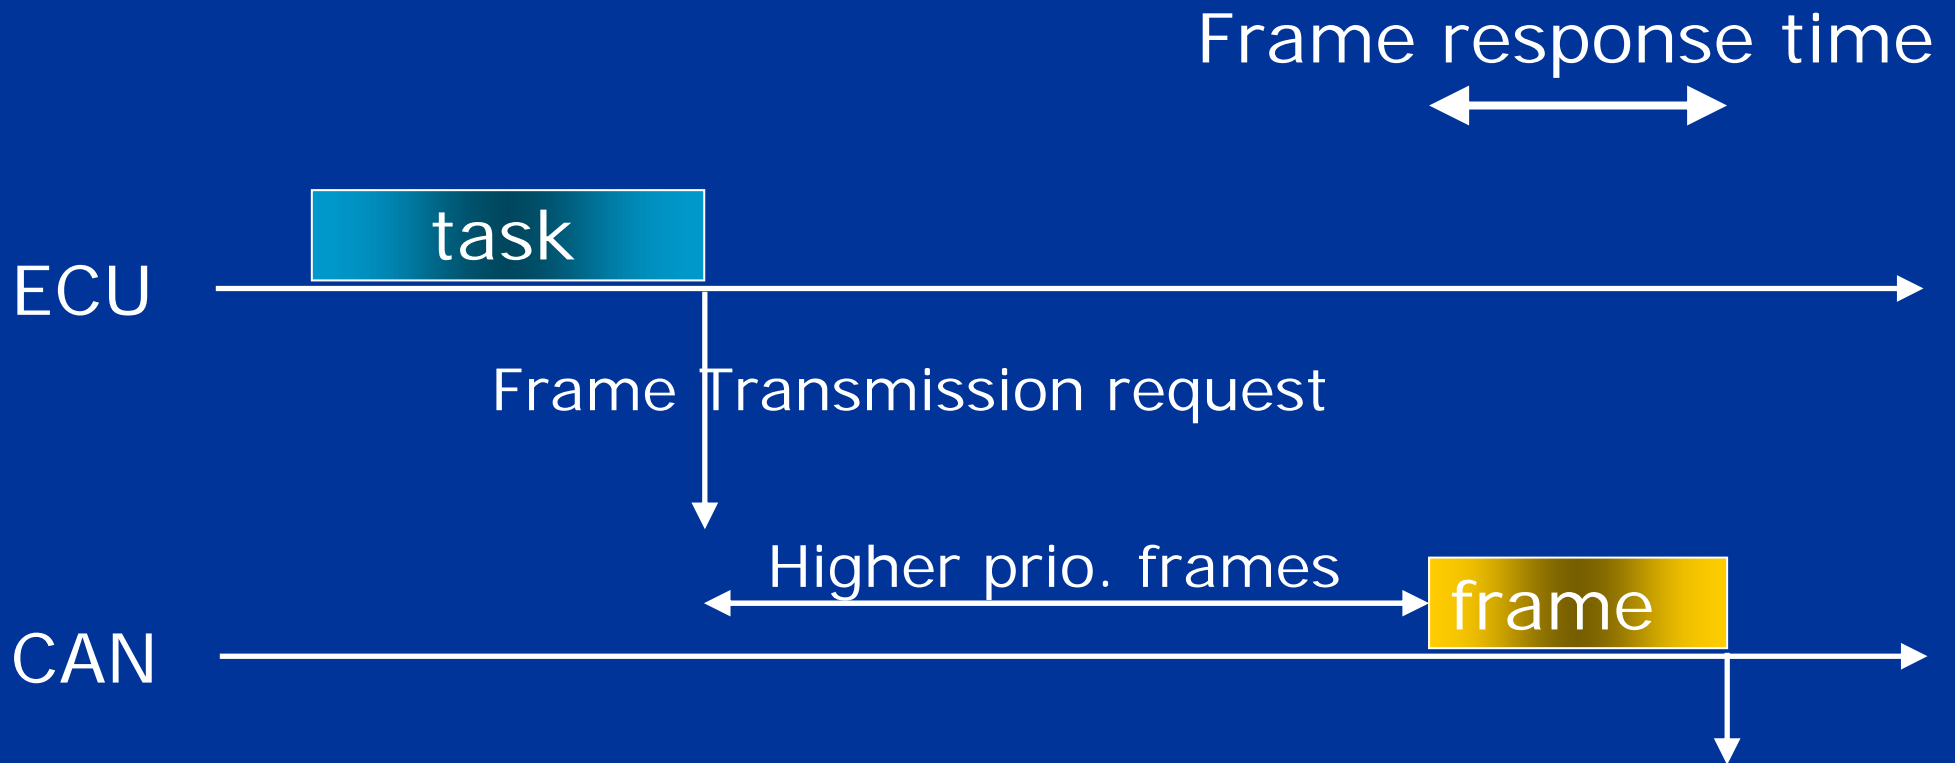 Frame response time
task
ECU
Frame Transmission request
Higher prio. frames
frame
CAN